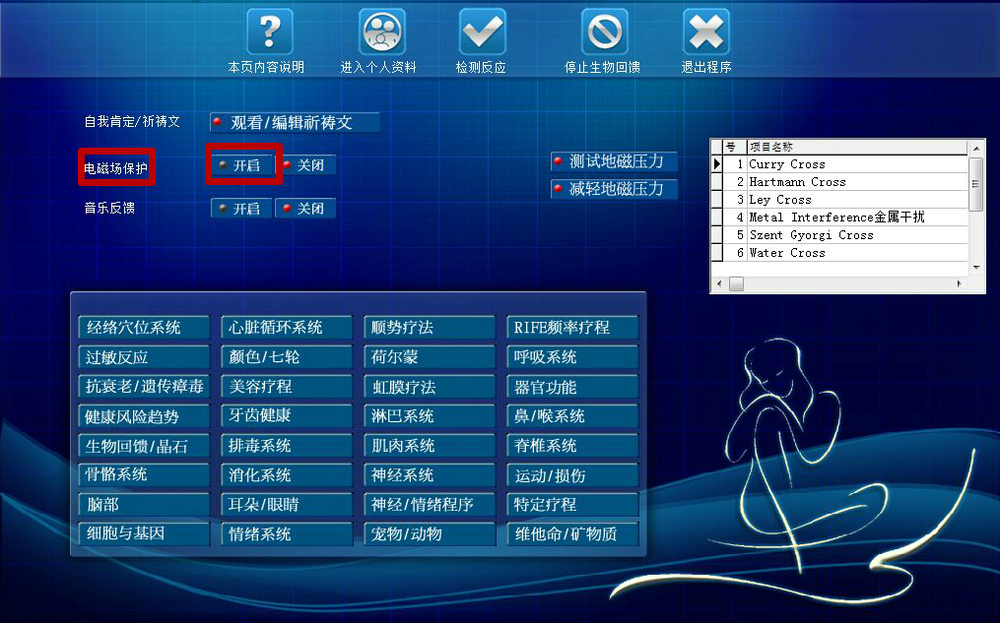 本页内容说明 进入个人资料 检测反应 停止生物回馈 退出程序
自我肯定/祈祷文 观看/编辑祈祷文
电磁场保护 开启 关闭
音乐反馈 开启 关闭
测试地磁压力
减轻地磁压力
号 项目名称
1 Curry Cross
2 Hartmann Cross
3 Ley Cross
4 Metal Interference金属干扰
5 Szent Gyorgi Cross
6 Water Cross
经络穴位系统 心脏循环系统 顺势疗法 RIFE频率疗程
过敏反应 颜色/七轮 荷尔蒙 呼吸系统
抗衰老/遗传瘴毒 美容疗程 虹膜疗法 器官功能
健康风险趋势 牙齿健康 淋巴系统 鼻/喉系统
生物回馈/晶石 排毒系统 肌肉系统 脊椎系统
骨骼系统 消化系统 神经系统 运动/损伤
脑部 耳朵/眼睛 神经/情绪程序 特定疗程
细胞与基因 情绪系统 宠物/动物 维他命/矿物质